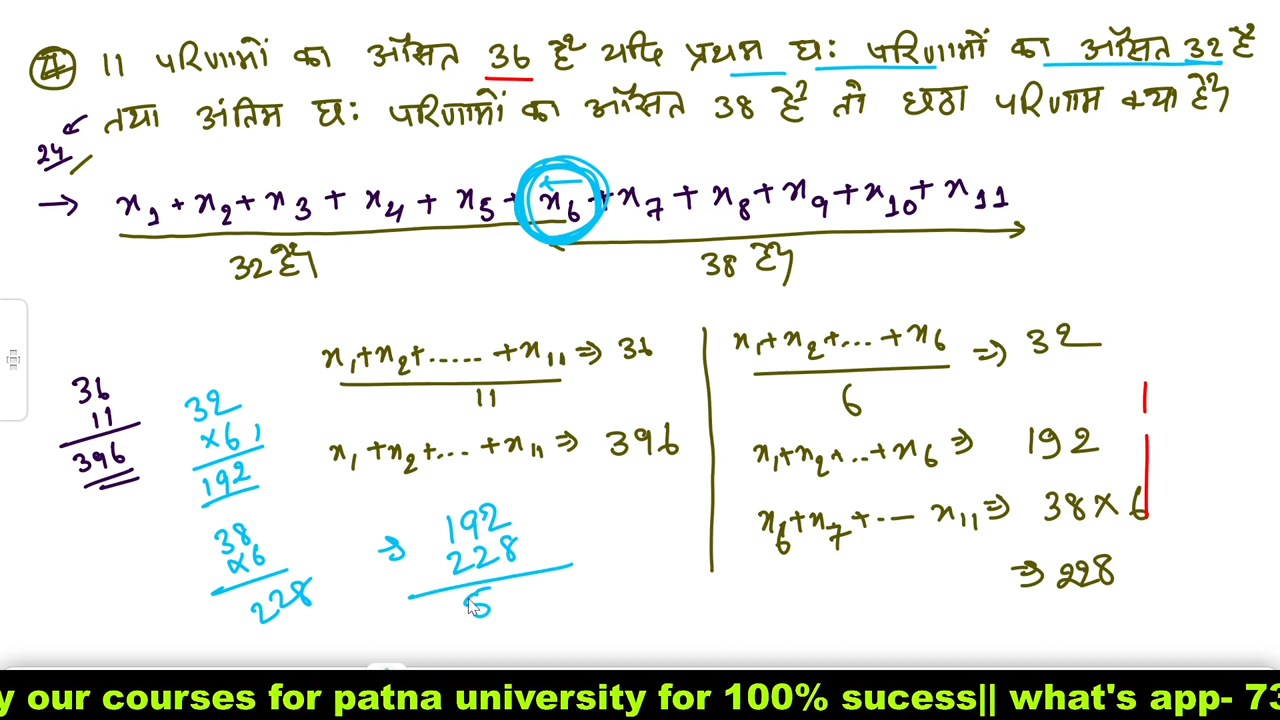 ④ 11 परिणामों का औसत 36 है यदि प्रथम छः परिणामों का औसत 32 है
तथा अंतिम छः परिणामों का औसत 38 है तो छठा परिणाम क्या है?
24
→ x₁ + x₂ + x₃ + x₄ + x₅ + x₆ + x₇ + x₈ + x₉ + x₁₀ + x₁₁
32 है।
38 है।
36
11
396
32
×6
192
38
×6
228
x₁+x₂+..... +x₁₁ ⇒ 36
11
x₁+x₂+... +x₁₁ ⇒ 396
⇒ 192
228
x₁+x₂+... +x₆ ⇒ 32
6
x₁+x₂+..+x₆ ⇒ 192
x₆+x₇+... x₁₁ ⇒ 38×6
⇒ 228
y our courses for patna university for 100% sucess|| what's app- 73